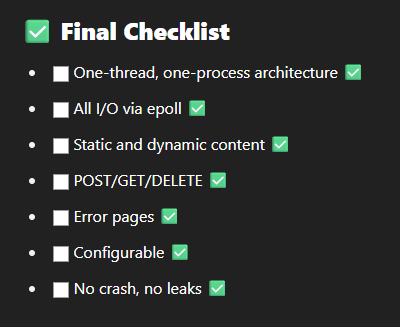 ✅ Final Checklist
• ☐ One-thread, one-process architecture ✅
• ☐ All I/O via epoll ✅
• ☐ Static and dynamic content ✅
• ☐ POST/GET/DELETE ✅
• ☐ Error pages ✅
• ☐ Configurable ✅
• ☐ No crash, no leaks ✅